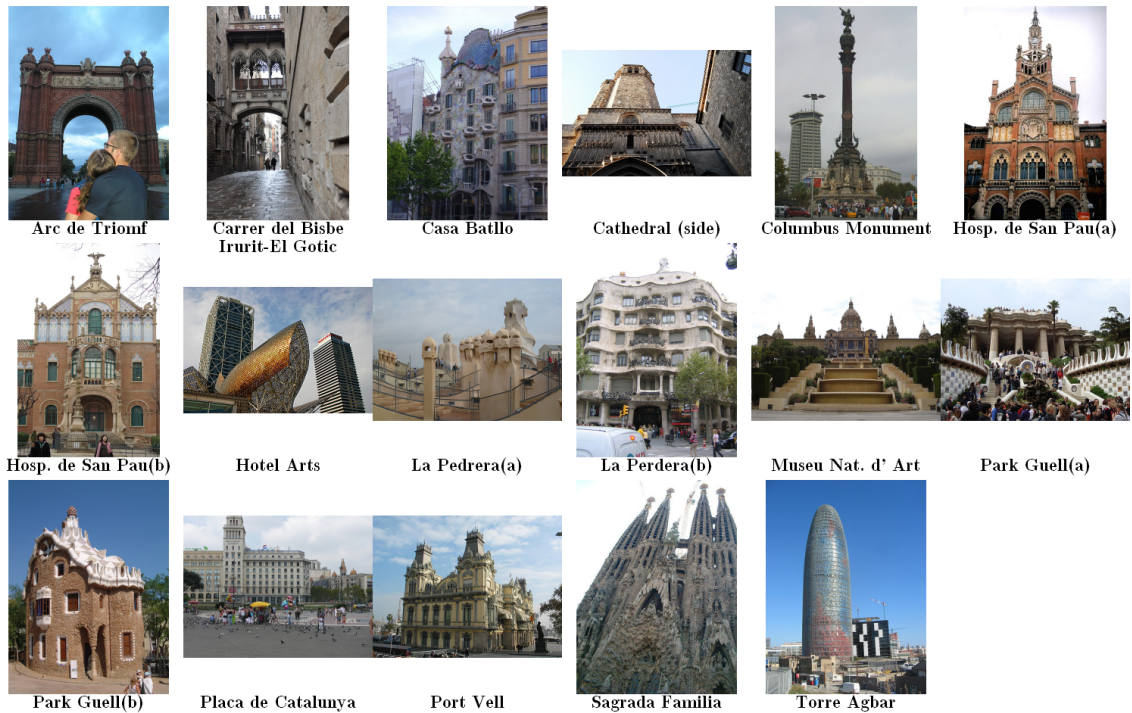 Arc de Triomf
Carrer del Bisbe
Irurit-El Gotic
Casa Batllo
Cathedral (side)
Columbus Monument
Hosp. de San Pau(a)
Hosp. de San Pau(b)
Hotel Arts
La Pedrera(a)
La Perdera(b)
Museu Nat. d' Art
Park Guell(a)
Park Guell(b)
Placa de Catalunya
Port Vell
Sagrada Familia
Torre Agbar